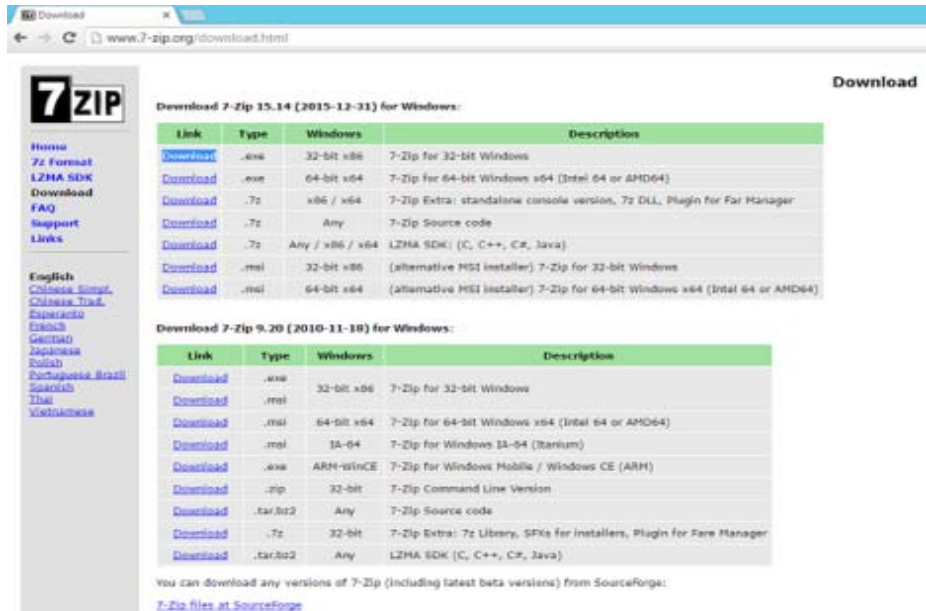 Download
www.7-zip.org/download.html
7ZIP
Home
7z Format
LZMA SDK
Download
FAQ
Support
Links
English
Chinese Simpl.
Chinese Trad.
Esperanto
French
German
Japanese
Polish
Portuguese Brazil
Spanish
Thai
Vietnamese
Download
Download 7-Zip 15.14 (2015-12-31) for Windows:
Link Type Windows Description
Download .exe 32-bit x86 7-Zip for 32-bit Windows
Download .exe 64-bit x64 7-Zip for 64-bit Windows x64 (Intel 64 or AMD64)
Download .7z x86 / x64 7-Zip Extra: standalone console version, 7z DLL, Plugin for Far Manager
Download .7z Any 7-Zip Source code
Download .7z Any / x86 / x64 LZMA SDK: (C, C++, C#, Java)
Download .msi 32-bit x86 (alternative MSI installer) 7-Zip for 32-bit Windows
Download .msi 64-bit x64 (alternative MSI installer) 7-Zip for 64-bit Windows x64 (Intel 64 or AMD64)
Download 7-Zip 9.20 (2010-11-18) for Windows:
Link Type Windows Description
Download .exe 32-bit x86 7-Zip for 32-bit Windows
Download .msi
Download .msi 64-bit x64 7-Zip for 64-bit Windows x64 (Intel 64 or AMD64)
Download .msi IA-64 7-Zip for Windows IA-64 (Itanium)
Download .exe ARM-WinCE 7-Zip for Windows Mobile / Windows CE (ARM)
Download .zip 32-bit 7-Zip Command Line Version
Download .tar.bz2 Any 7-Zip Source code
Download .7z 32-bit 7-Zip Extra: 7z Library, SFXs for installers, Plugin for Fare Manager
Download .tar.bz2 Any LZMA SDK (C, C++, C#, Java)
You can download any versions of 7-Zip (including latest beta versions) from SourceForge:
7-Zip files at SourceForge